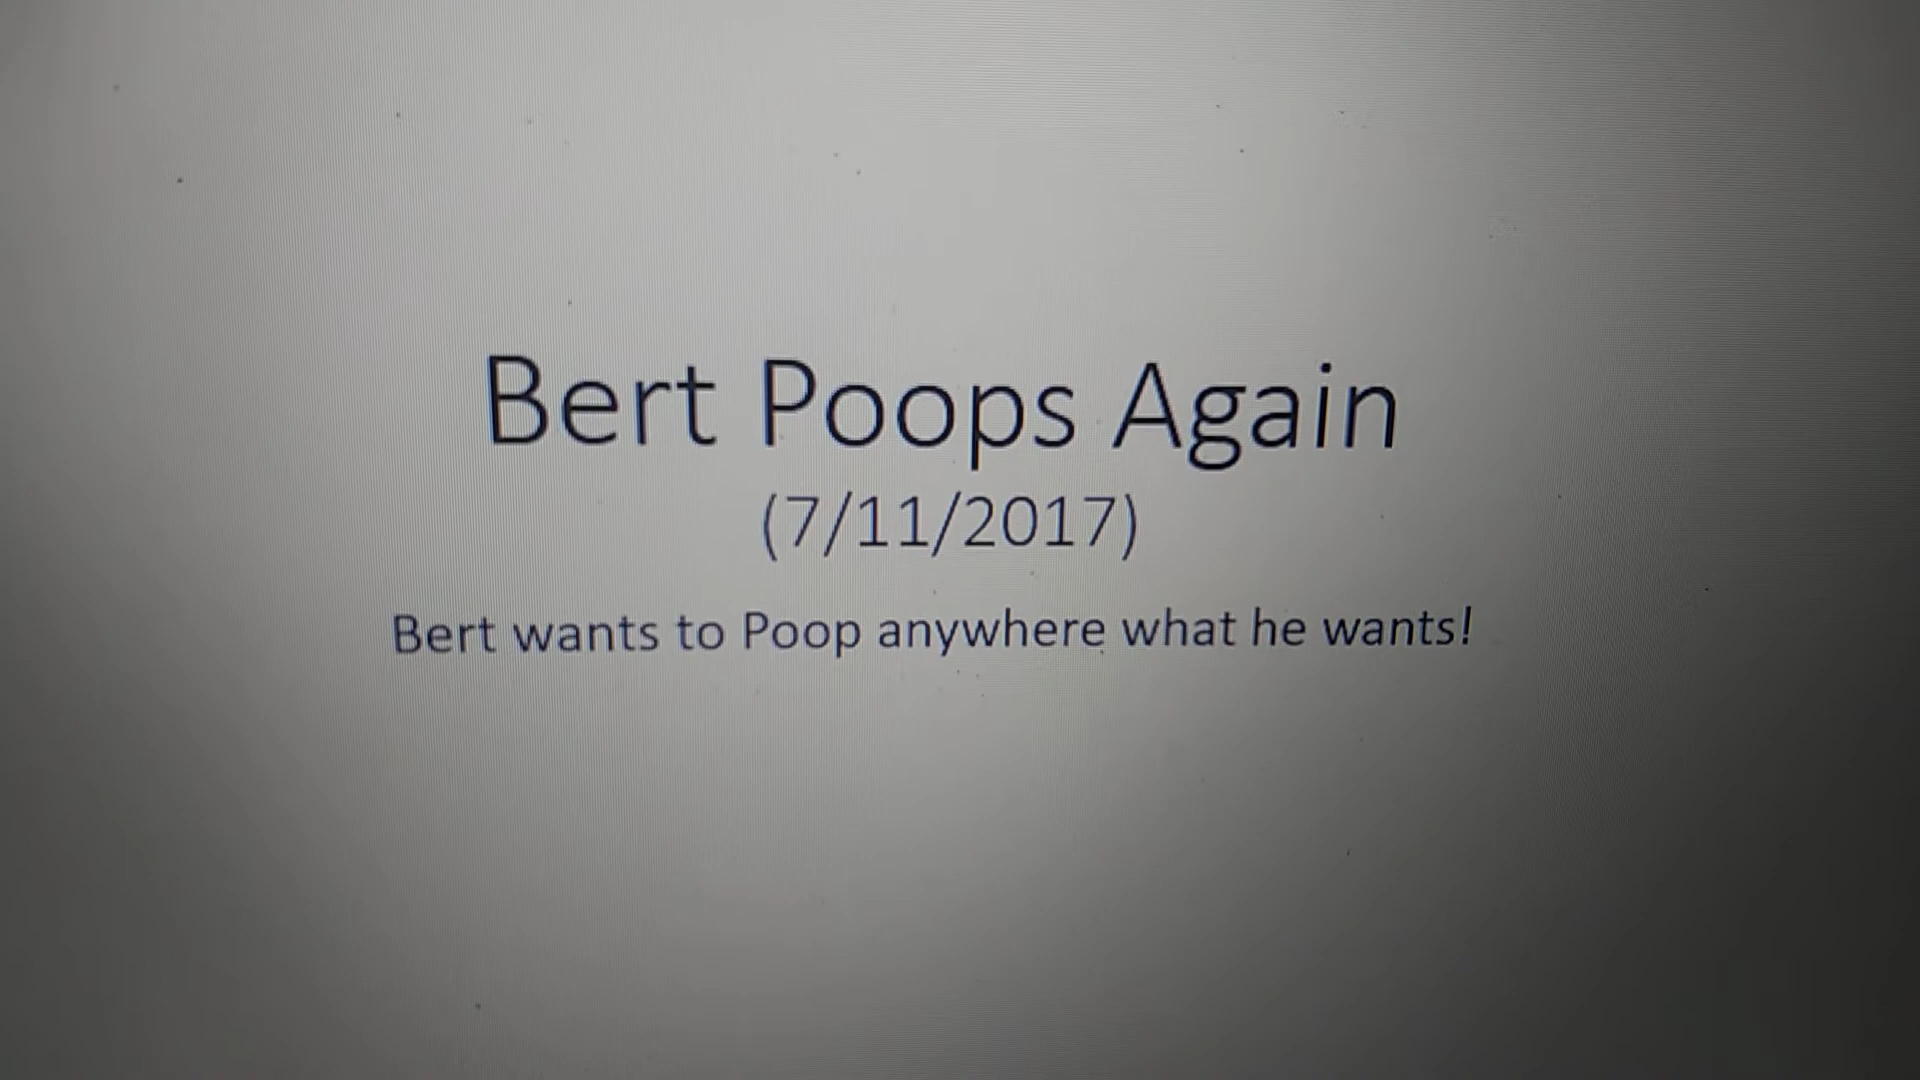 Bert Poops Again
(7/11/2017)
Bert wants to Poop anywhere what he wants!